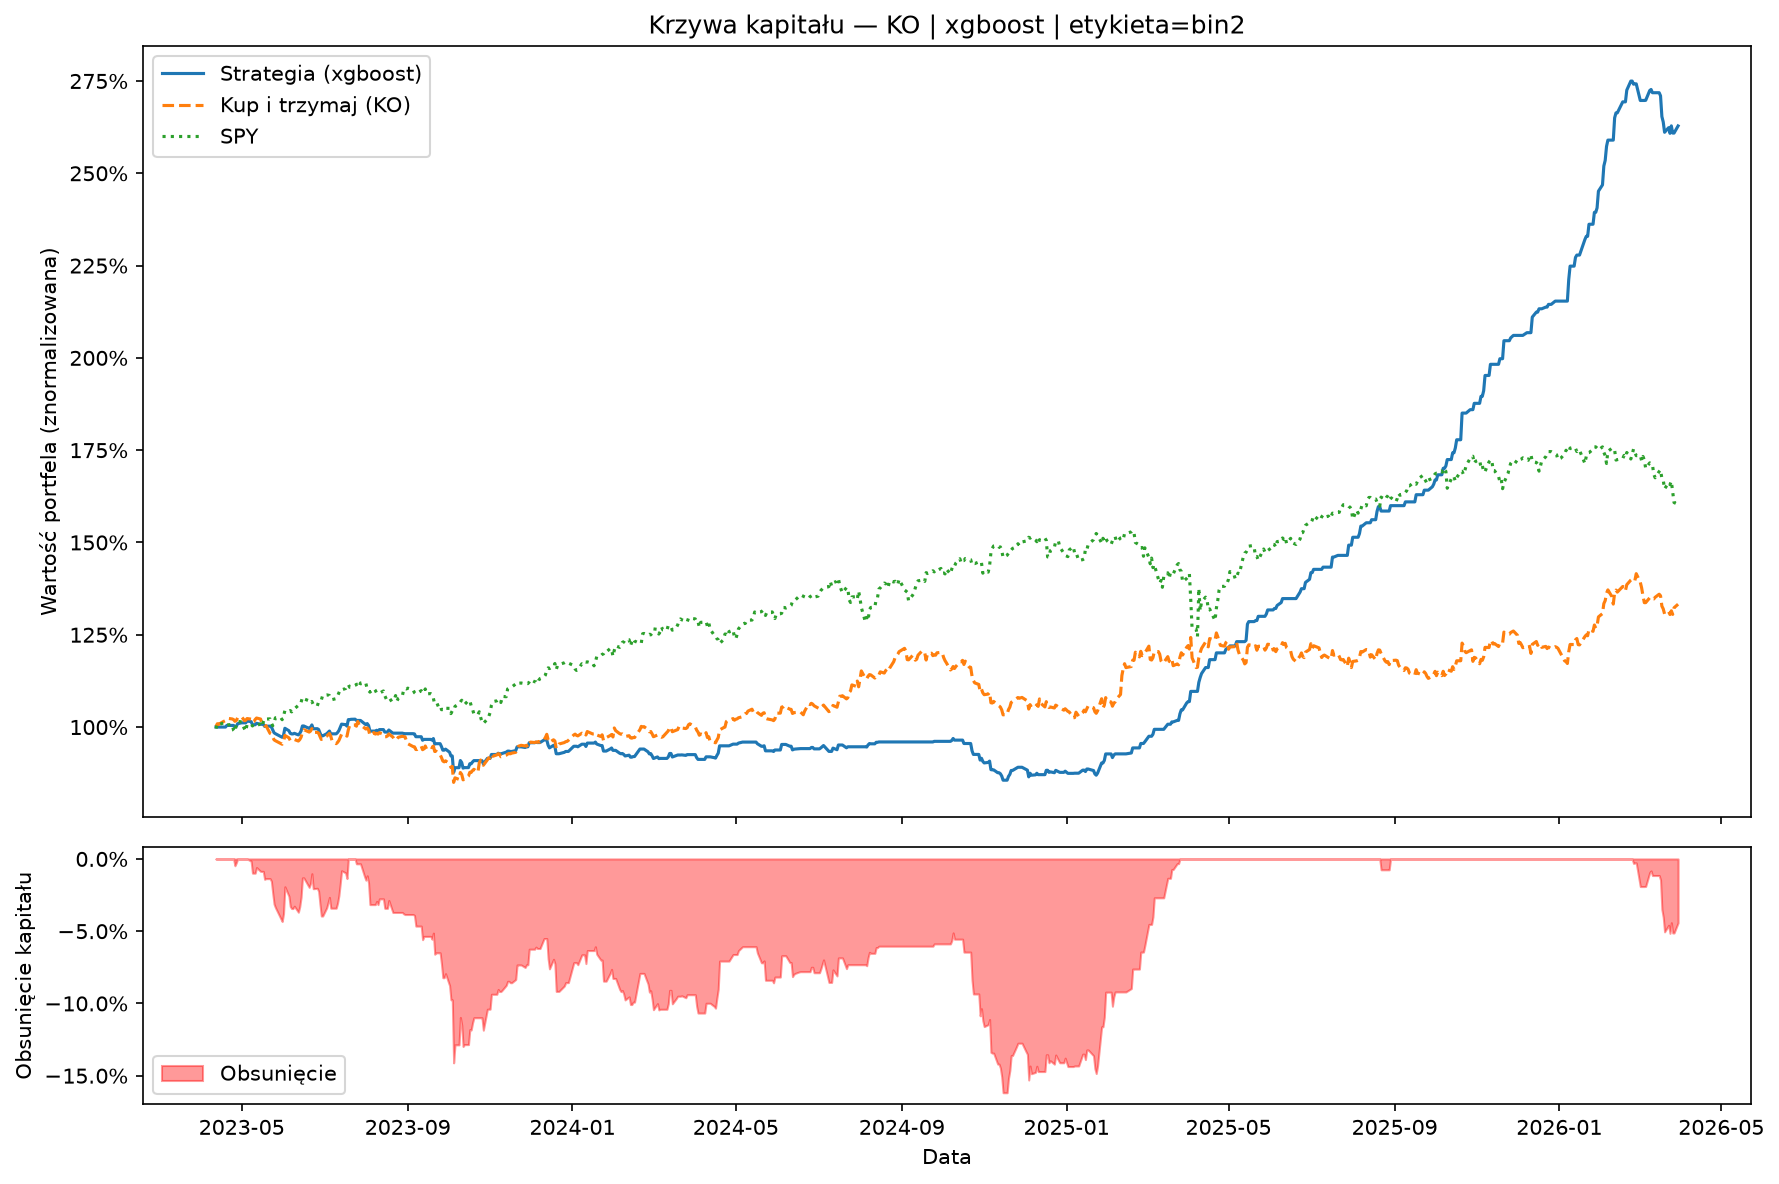 Krzywa kapitału — KO | xgboost | etykieta=bin2
Strategia (xgboost)
Kup i trzymaj (KO)
SPY
Wartość portfela (znormalizowana)
275%
250%
225%
200%
175%
150%
125%
100%
Obsunięcie kapitału
0.0%
−5.0%
−10.0%
−15.0%
Obsunięcie
2023-05
2023-09
2024-01
2024-05
2024-09
2025-01
2025-05
2025-09
2026-01
2026-05
Data